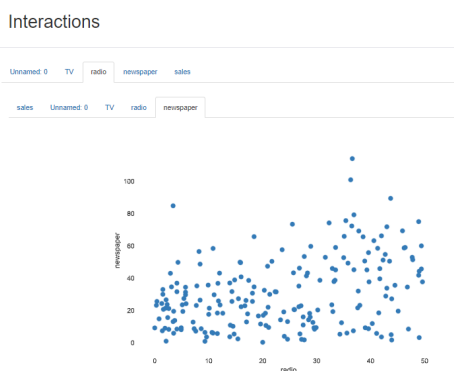 Interactions
Unnamed: 0 TV radio newspaper sales
sales Unnamed: 0 TV radio newspaper
newspaper
100
80
60
40
20
0
0 10 20 30 40 50
radio